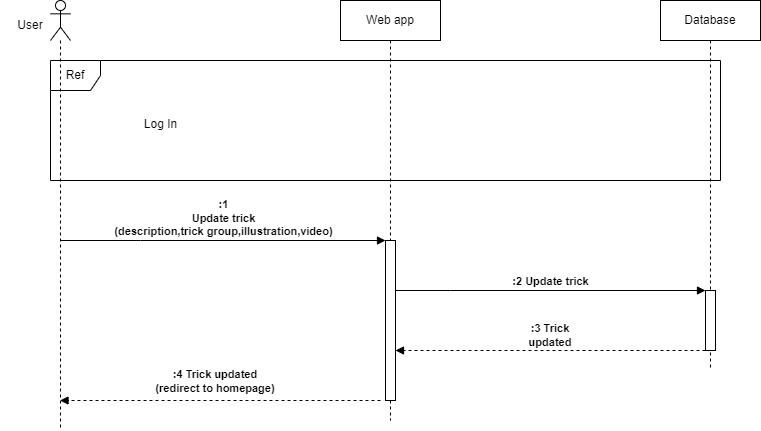 User
Web app
Database
Ref
Log In
:1
Update trick
(description,trick group,illustration,video)
:2 Update trick
:3 Trick
updated
:4 Trick updated
(redirect to homepage)